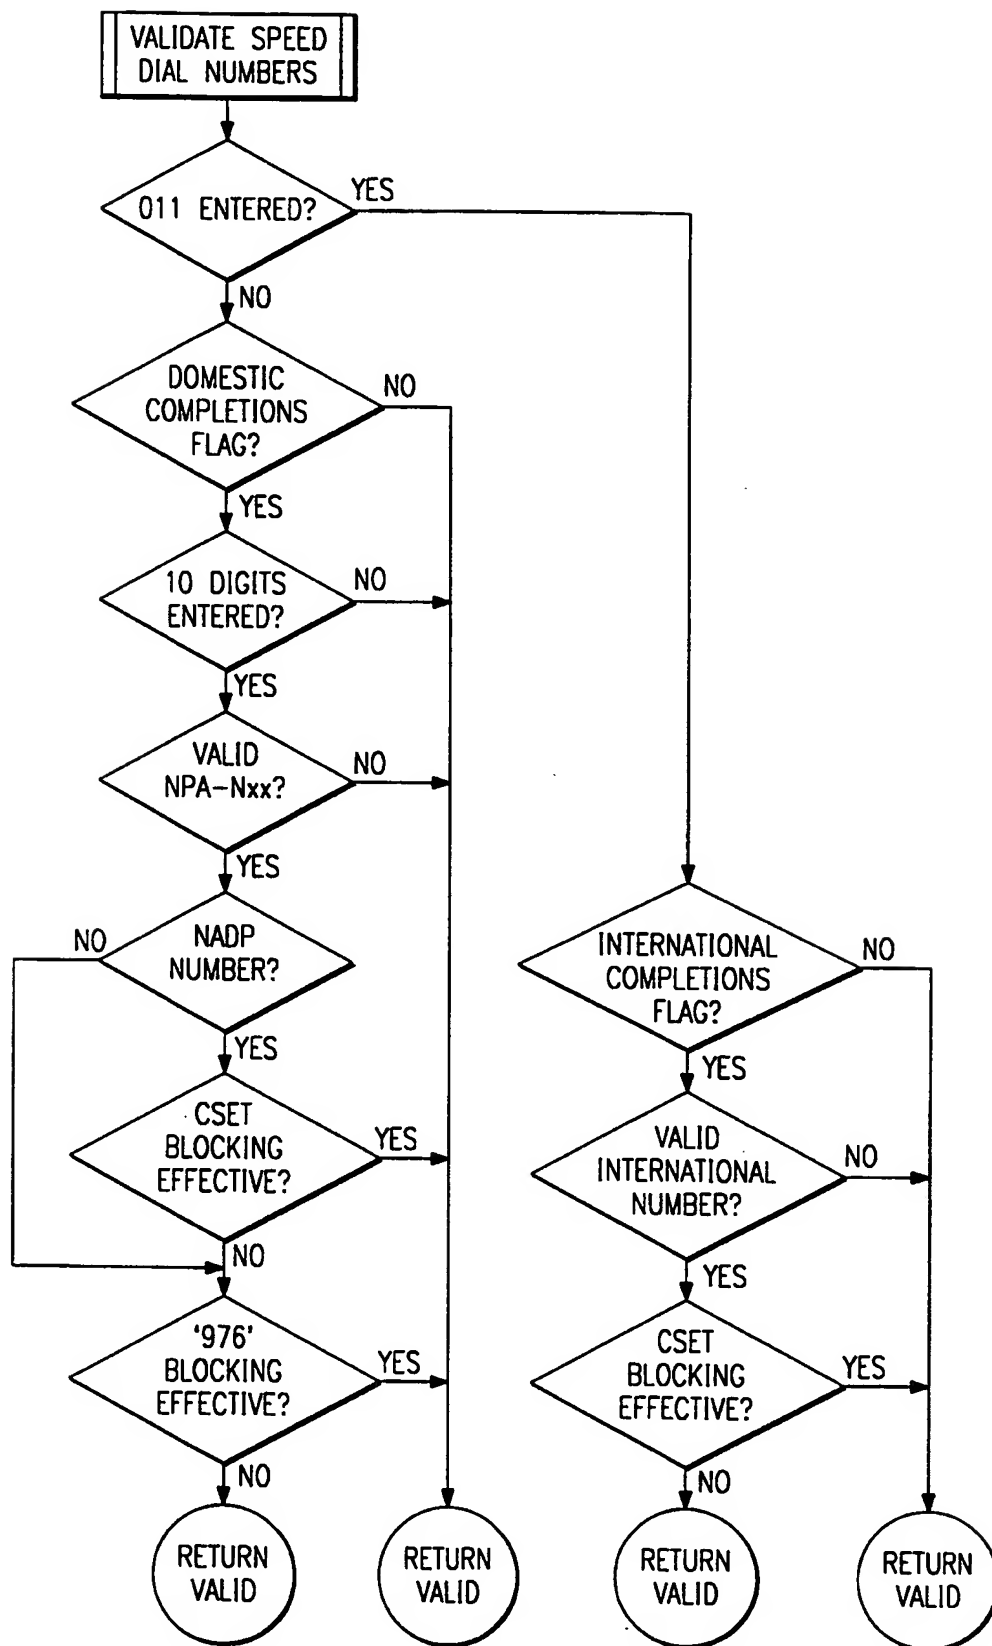 VALIDATE SPEED
DIAL NUMBERS
011 ENTERED?
YES
NO
DOMESTIC
COMPLETIONS
FLAG?
NO
YES
10 DIGITS
ENTERED?
NO
YES
VALID
NPA-Nxx?
NO
YES
NADP
NUMBER?
NO
YES
CSET
BLOCKING
EFFECTIVE?
YES
NO
'976'
BLOCKING
EFFECTIVE?
YES
NO
RETURN
VALID
RETURN
VALID
INTERNATIONAL
COMPLETIONS
FLAG?
NO
YES
VALID
INTERNATIONAL
NUMBER?
NO
YES
CSET
BLOCKING
EFFECTIVE?
YES
NO
RETURN
VALID
RETURN
VALID